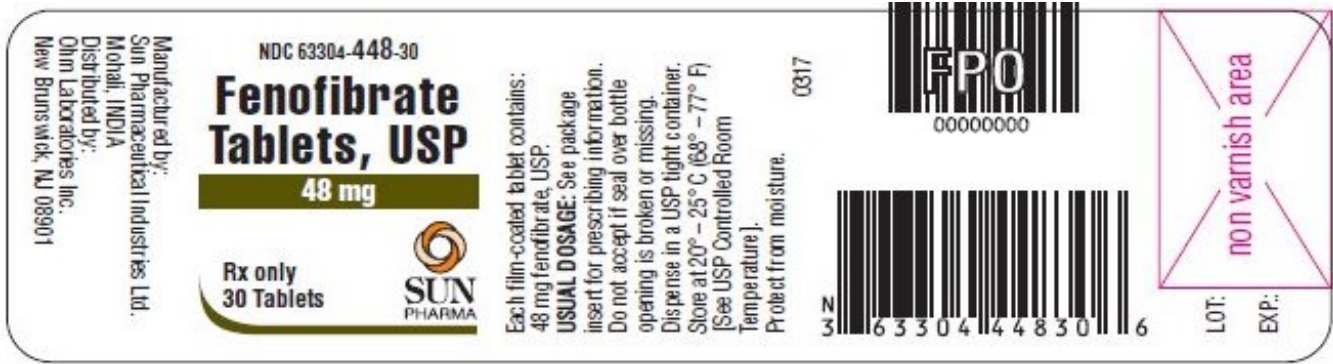 Manufactured by:
Sun Pharmaceutical Industries Ltd.
Mohali, INDIA
Distributed by:
Ohm Laboratories Inc.
New Brunswick, NJ 08901
NDC 63304-448-30
Fenofibrate
Tablets, USP
48 mg
Rx only
30 Tablets
SUN
PHARMA
Each film-coated tablet contains:
48 mg fenofibrate, USP.
USUAL DOSAGE: See package
insert for prescribing information.
Do not accept if seal over bottle
opening is broken or missing.
Dispense in a USP tight container.
Store at 20° – 25° C (68° – 77° F)
[See USP Controlled Room
Temperature].
Protect from moisture.
0317
FPO
00000000
N
3 63304 44830 6
non varnish area
LOT:
EXP.: